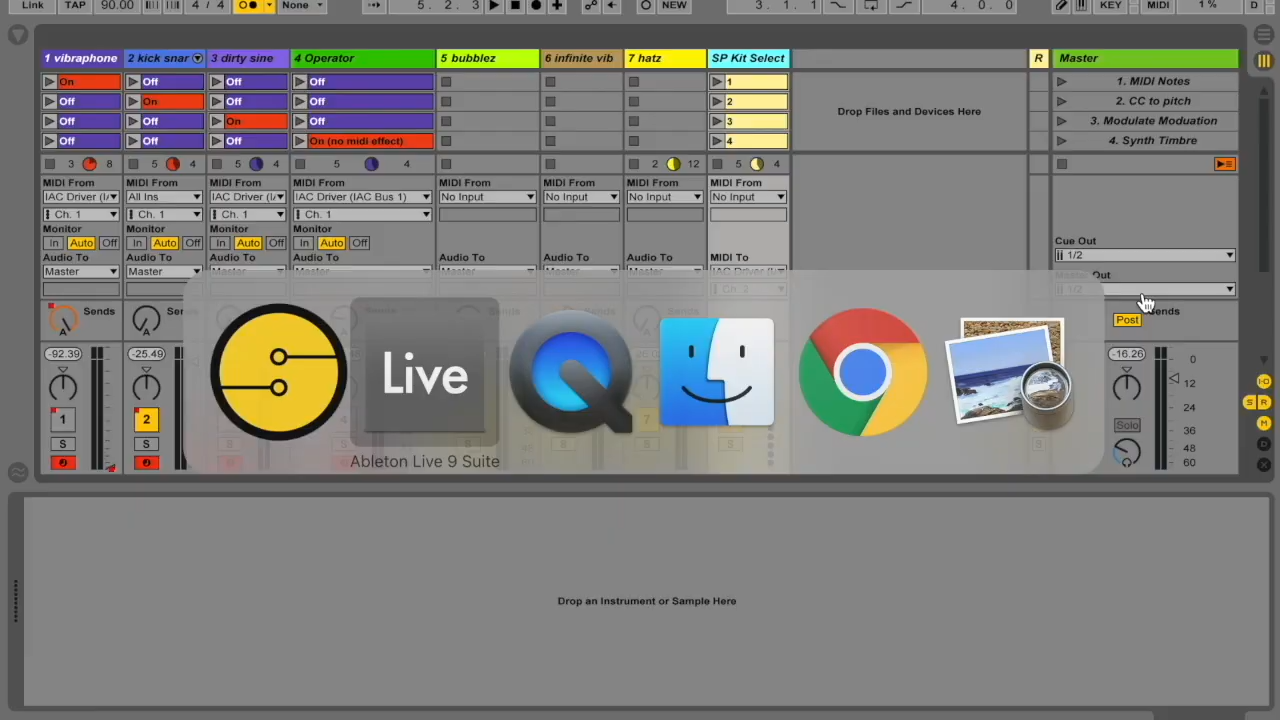 Link TAP 90.00 4 / 4 None 5. 2. 3 NEW 3. 1. 1 4. 0. 0 KEY MIDI 1 % D
1 vibraphone 2 kick snar 3 dirty sine 4 Operator 5 bubblez 6 infinite vib 7 hatz SP Kit Select R Master
On Off Off Off 1 1. MIDI Notes
Drop Files and Devices Here
Off On Off Off 2 2. CC to pitch
Off Off On Off 3 3. Modulate Moduation
Off Off Off On (no midi effect) 4 4. Synth Timbre
3 8 5 4 5 4 5 4 2 12 5 4
MIDI From MIDI From MIDI From MIDI From MIDI From MIDI From MIDI From MIDI From
IAC Driver (I/ All Ins IAC Driver (I/ IAC Driver (IAC Bus 1) No Input No Input No Input No Input
Ch. 1 Ch. 1 Ch. 1 Ch. 1
Monitor Monitor Monitor Monitor
In Auto Off In Auto Off In Auto Off In Auto Off Cue Out
Audio To Audio To Audio To Audio To Audio To Audio To Audio To MIDI To 1/2
Master Master Master Master Master Out
Ch. 2 1/2
Sends Sends
Post
A A
-92.39 -25.49 -16.26
0
12
24
36
48
60
1 2 Solo
S S S
Live
Ableton Live 9 Suite
I-O
S R
M
D
Drop an Instrument or Sample Here